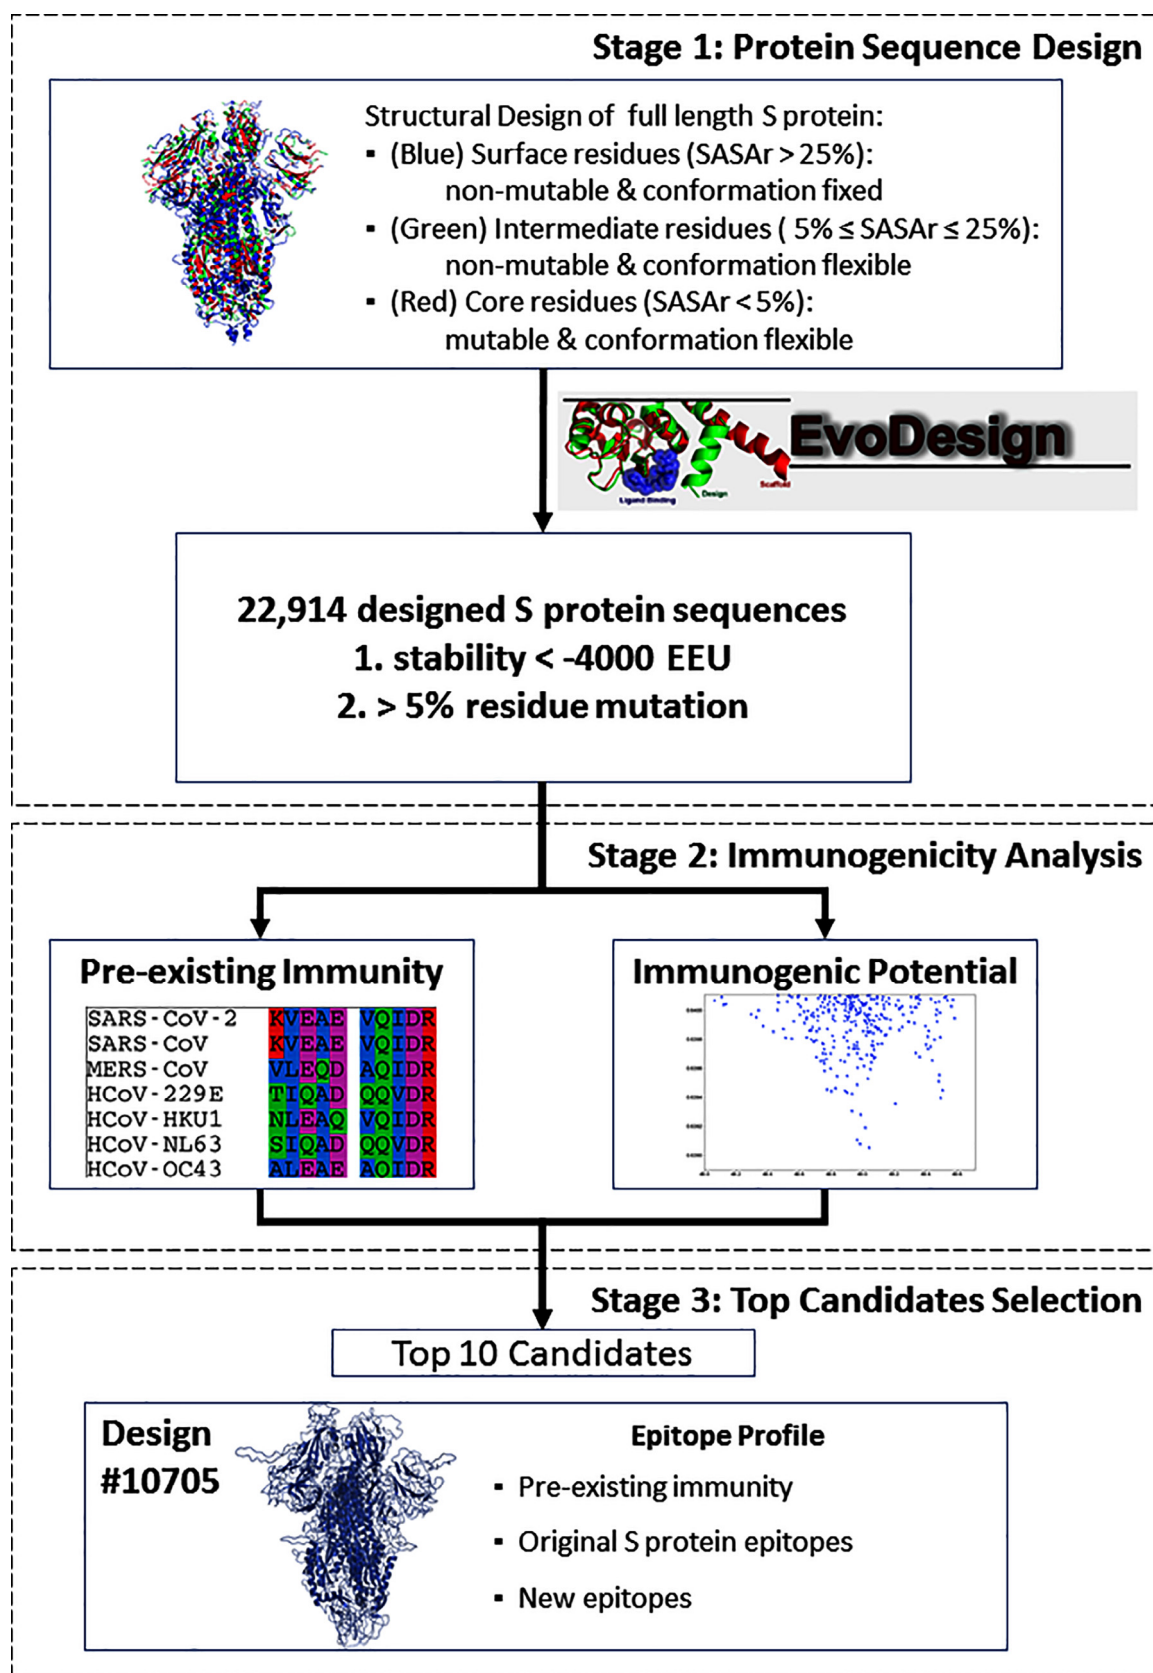 Stage 1: Protein Sequence Design
Structural Design of full length S protein:
▪ (Blue) Surface residues (SASAr > 25%):
non-mutable & conformation fixed
▪ (Green) Intermediate residues ( 5% ≤ SASAr ≤ 25%):
non-mutable & conformation flexible
▪ (Red) Core residues (SASAr < 5%):
mutable & conformation flexible
EvoDesign
Scaffold
Design
Ligand Binding
22,914 designed S protein sequences
1. stability < -4000 EEU
2. > 5% residue mutation
Stage 2: Immunogenicity Analysis
Pre-existing Immunity
SARS-CoV-2 KVEAE VQIDR
SARS-CoV KVEAE VQIDR
MERS-CoV VLEQD AQIDR
HCoV-229E TIQAD QQVDR
HCoV-HKU1 NLEAQ VQIDR
HCoV-NL63 SIQAD QQVDR
HCoV-OC43 ALEAE AQIDR
Immunogenic Potential
Stage 3: Top Candidates Selection
Top 10 Candidates
Design
#10705
Epitope Profile
▪ Pre-existing immunity
▪ Original S protein epitopes
▪ New epitopes